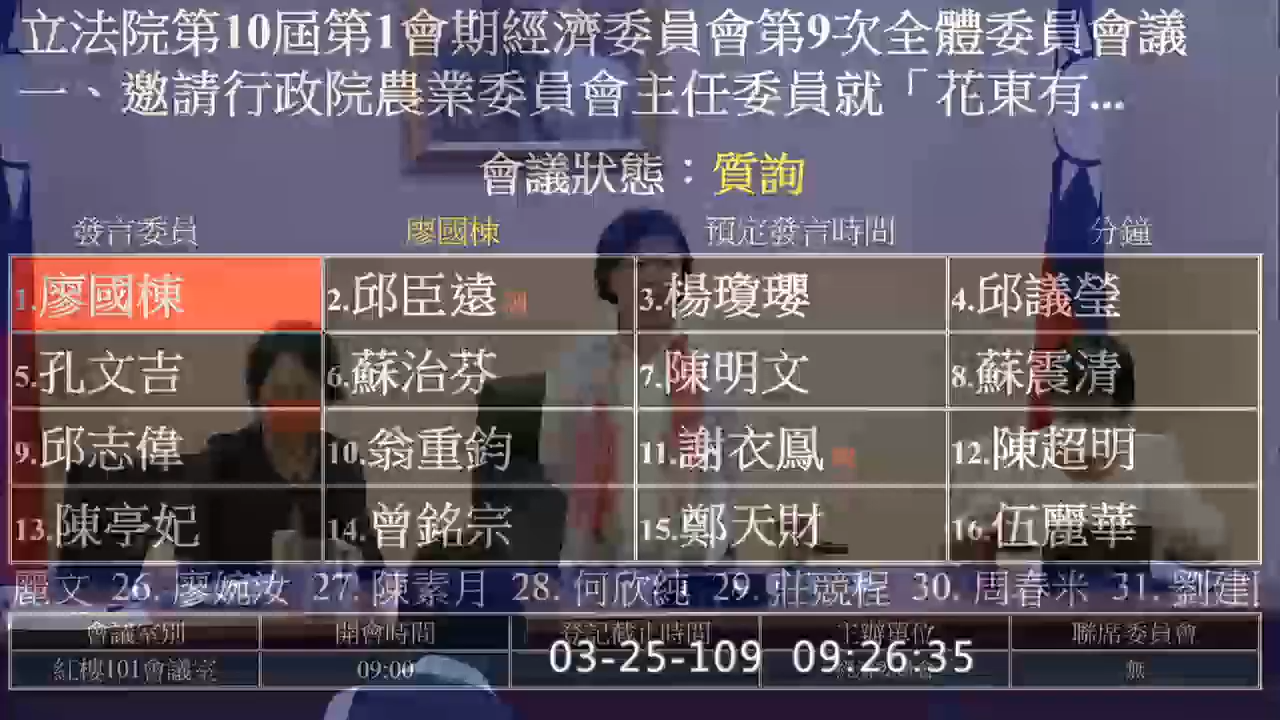 立法院第10屆第1會期經濟委員會第9次全體委員會議
一、邀請行政院農業委員會主任委員就「花東有...
會議狀態：質詢
發言委員 廖國棟 預定發言時間 分鐘
1.廖國棟 2.邱臣遠 3.楊瓊瓔 4.邱議瑩
5.孔文吉 6.蘇治芬 7.陳明文 8.蘇震清
9.邱志偉 10.翁重鈞 11.謝衣鳳 12.陳超明
13.陳亭妃 14.曾銘宗 15.鄭天財 16.伍麗華
麗文 26. 廖婉汝 27. 陳素月 28. 何欣純 29. 莊競程 30. 周春米 31. 劉建
會議室別 開會時間 登記截止時間 主辦單位 聯席委員會
紅樓101會議室 09:00 無
03-25-109 09:26:35